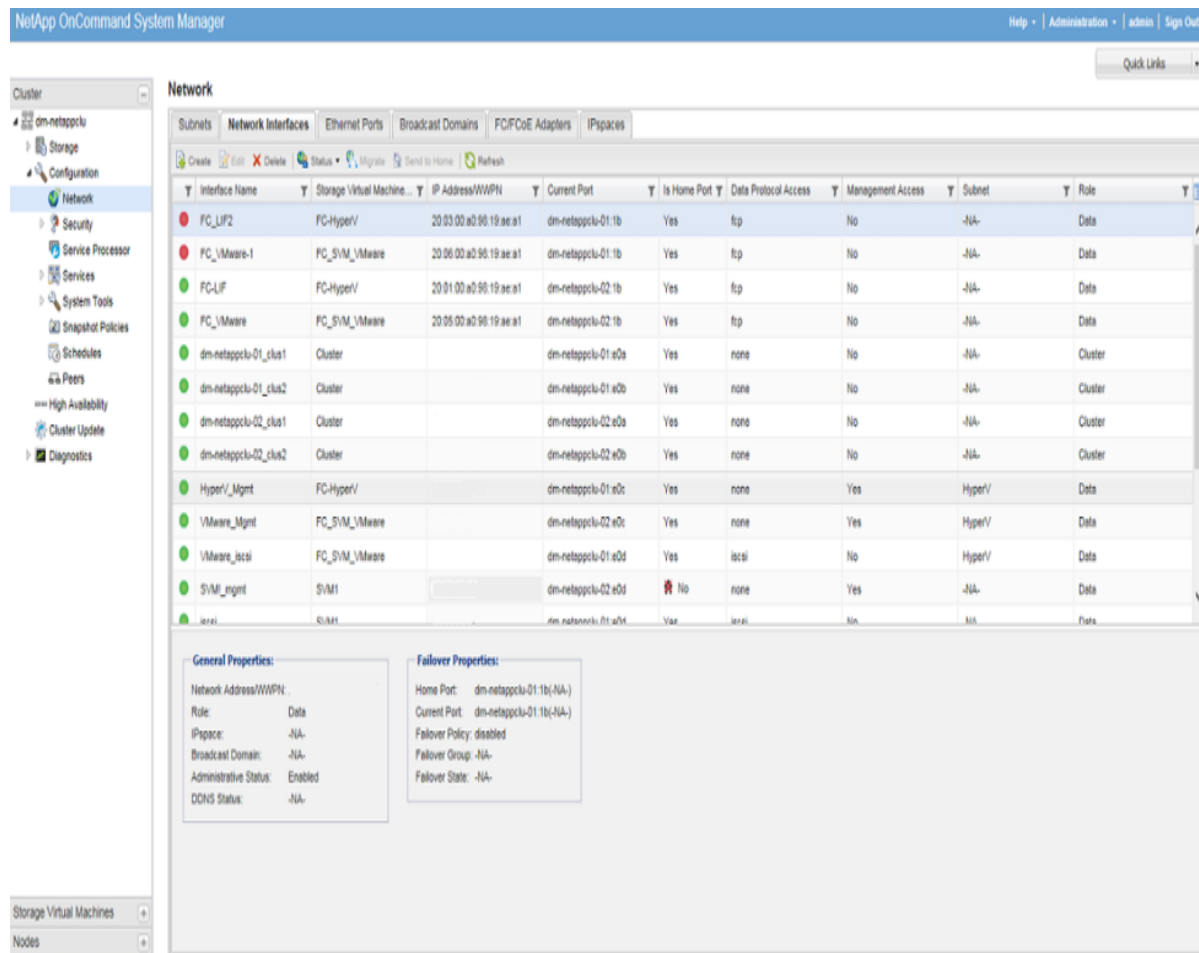 NetApp OnCommand System Manager
Help | Administration | admin | Sign Out
Quick Links
Cluster
dm-netappclu
Storage
Configuration
Network
Security
Service Processor
Services
System Tools
Snapshot Policies
Schedules
Peers
High Availability
Cluster Update
Diagnostics
Storage Virtual Machines
Nodes
Network
Subnets Network Interfaces Ethernet Ports Broadcast Domains FC/FCoE Adapters IPspaces
Create Edit Delete Status Migrate Send to Home Refresh
Interface Name Storage Virtual Machine... IP Address/WWPN Current Port Is Home Port Data Protocol Access Management Access Subnet Role
FC_LIF2 FC-HyperV 20:03:00:a0:98:19:ae:a1 dm-netappclu-01:1b Yes fcp No -NA- Data
FC_VMware-1 FC_SVM_VMware 20:06:00:a0:98:19:ae:a1 dm-netappclu-01:1b Yes fcp No -NA- Data
FC-LIF FC-HyperV 20:01:00:a0:98:19:ae:a1 dm-netappclu-02:1b Yes fcp No -NA- Data
FC_VMware FC_SVM_VMware 20:05:00:a0:98:19:ae:a1 dm-netappclu-02:1b Yes fcp No -NA- Data
dm-netappclu-01_clus1 Cluster dm-netappclu-01:e0a Yes none No -NA- Cluster
dm-netappclu-01_clus2 Cluster dm-netappclu-01:e0b Yes none No -NA- Cluster
dm-netappclu-02_clus1 Cluster dm-netappclu-02:e0a Yes none No -NA- Cluster
dm-netappclu-02_clus2 Cluster dm-netappclu-02:e0b Yes none No -NA- Cluster
HyperV_Mgmt FC-HyperV dm-netappclu-01:e0c Yes none Yes HyperV Data
VMware_Mgmt FC_SVM_VMware dm-netappclu-02:e0c Yes none Yes HyperV Data
VMware_iscsi FC_SVM_VMware dm-netappclu-01:e0d Yes iscsi No HyperV Data
SVMI_mgmt SVM1 dm-netappclu-02:e0d No none Yes -NA- Data
iscsi SVM1 dm-netappclu-01:e0d Yes iscsi No -NA- Data
General Properties:
Network Address/WWPN:
Role: Data
IPspace: -NA-
Broadcast Domain: -NA-
Administrative Status: Enabled
DDNS Status: -NA-
Failover Properties:
Home Port: dm-netappclu-01:1b(-NA-)
Current Port: dm-netappclu-01:1b(-NA-)
Failover Policy: disabled
Failover Group: -NA-
Failover State: -NA-